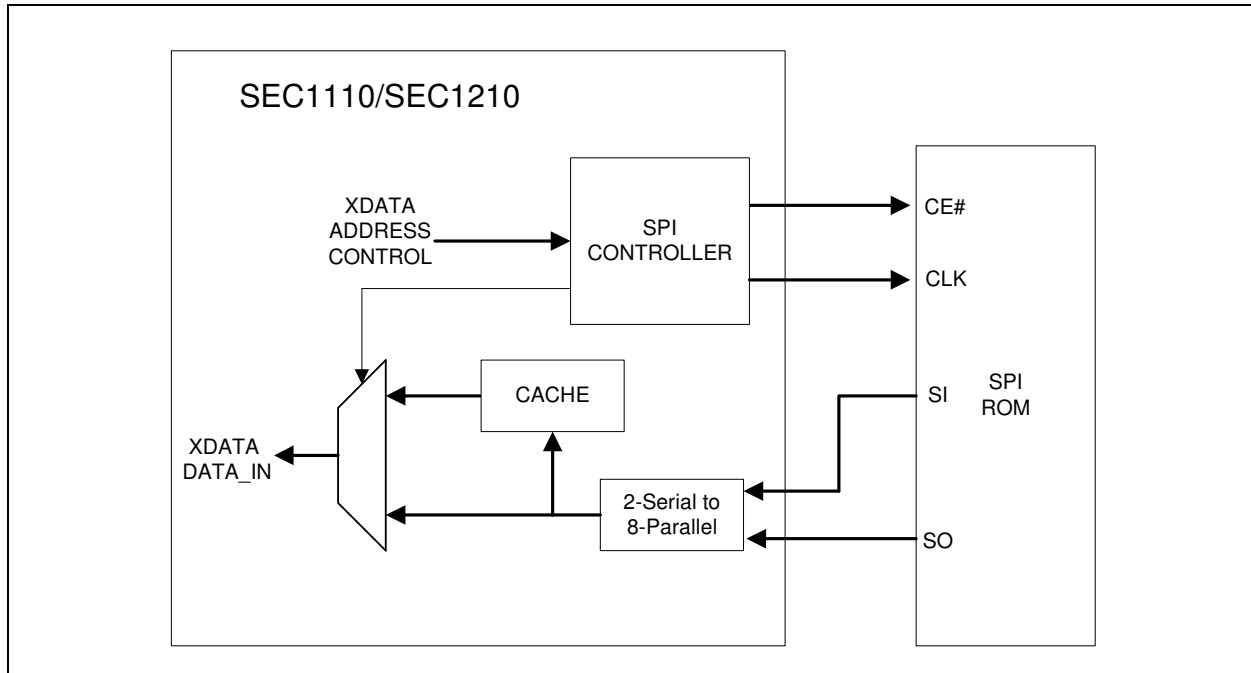 SEC1110/SEC1210
XDATA
ADDRESS
CONTROL
SPI
CONTROLLER
CE#
CLK
CACHE
SI
SPI
ROM
XDATA
DATA_IN
2-Serial to
8-Parallel
SO